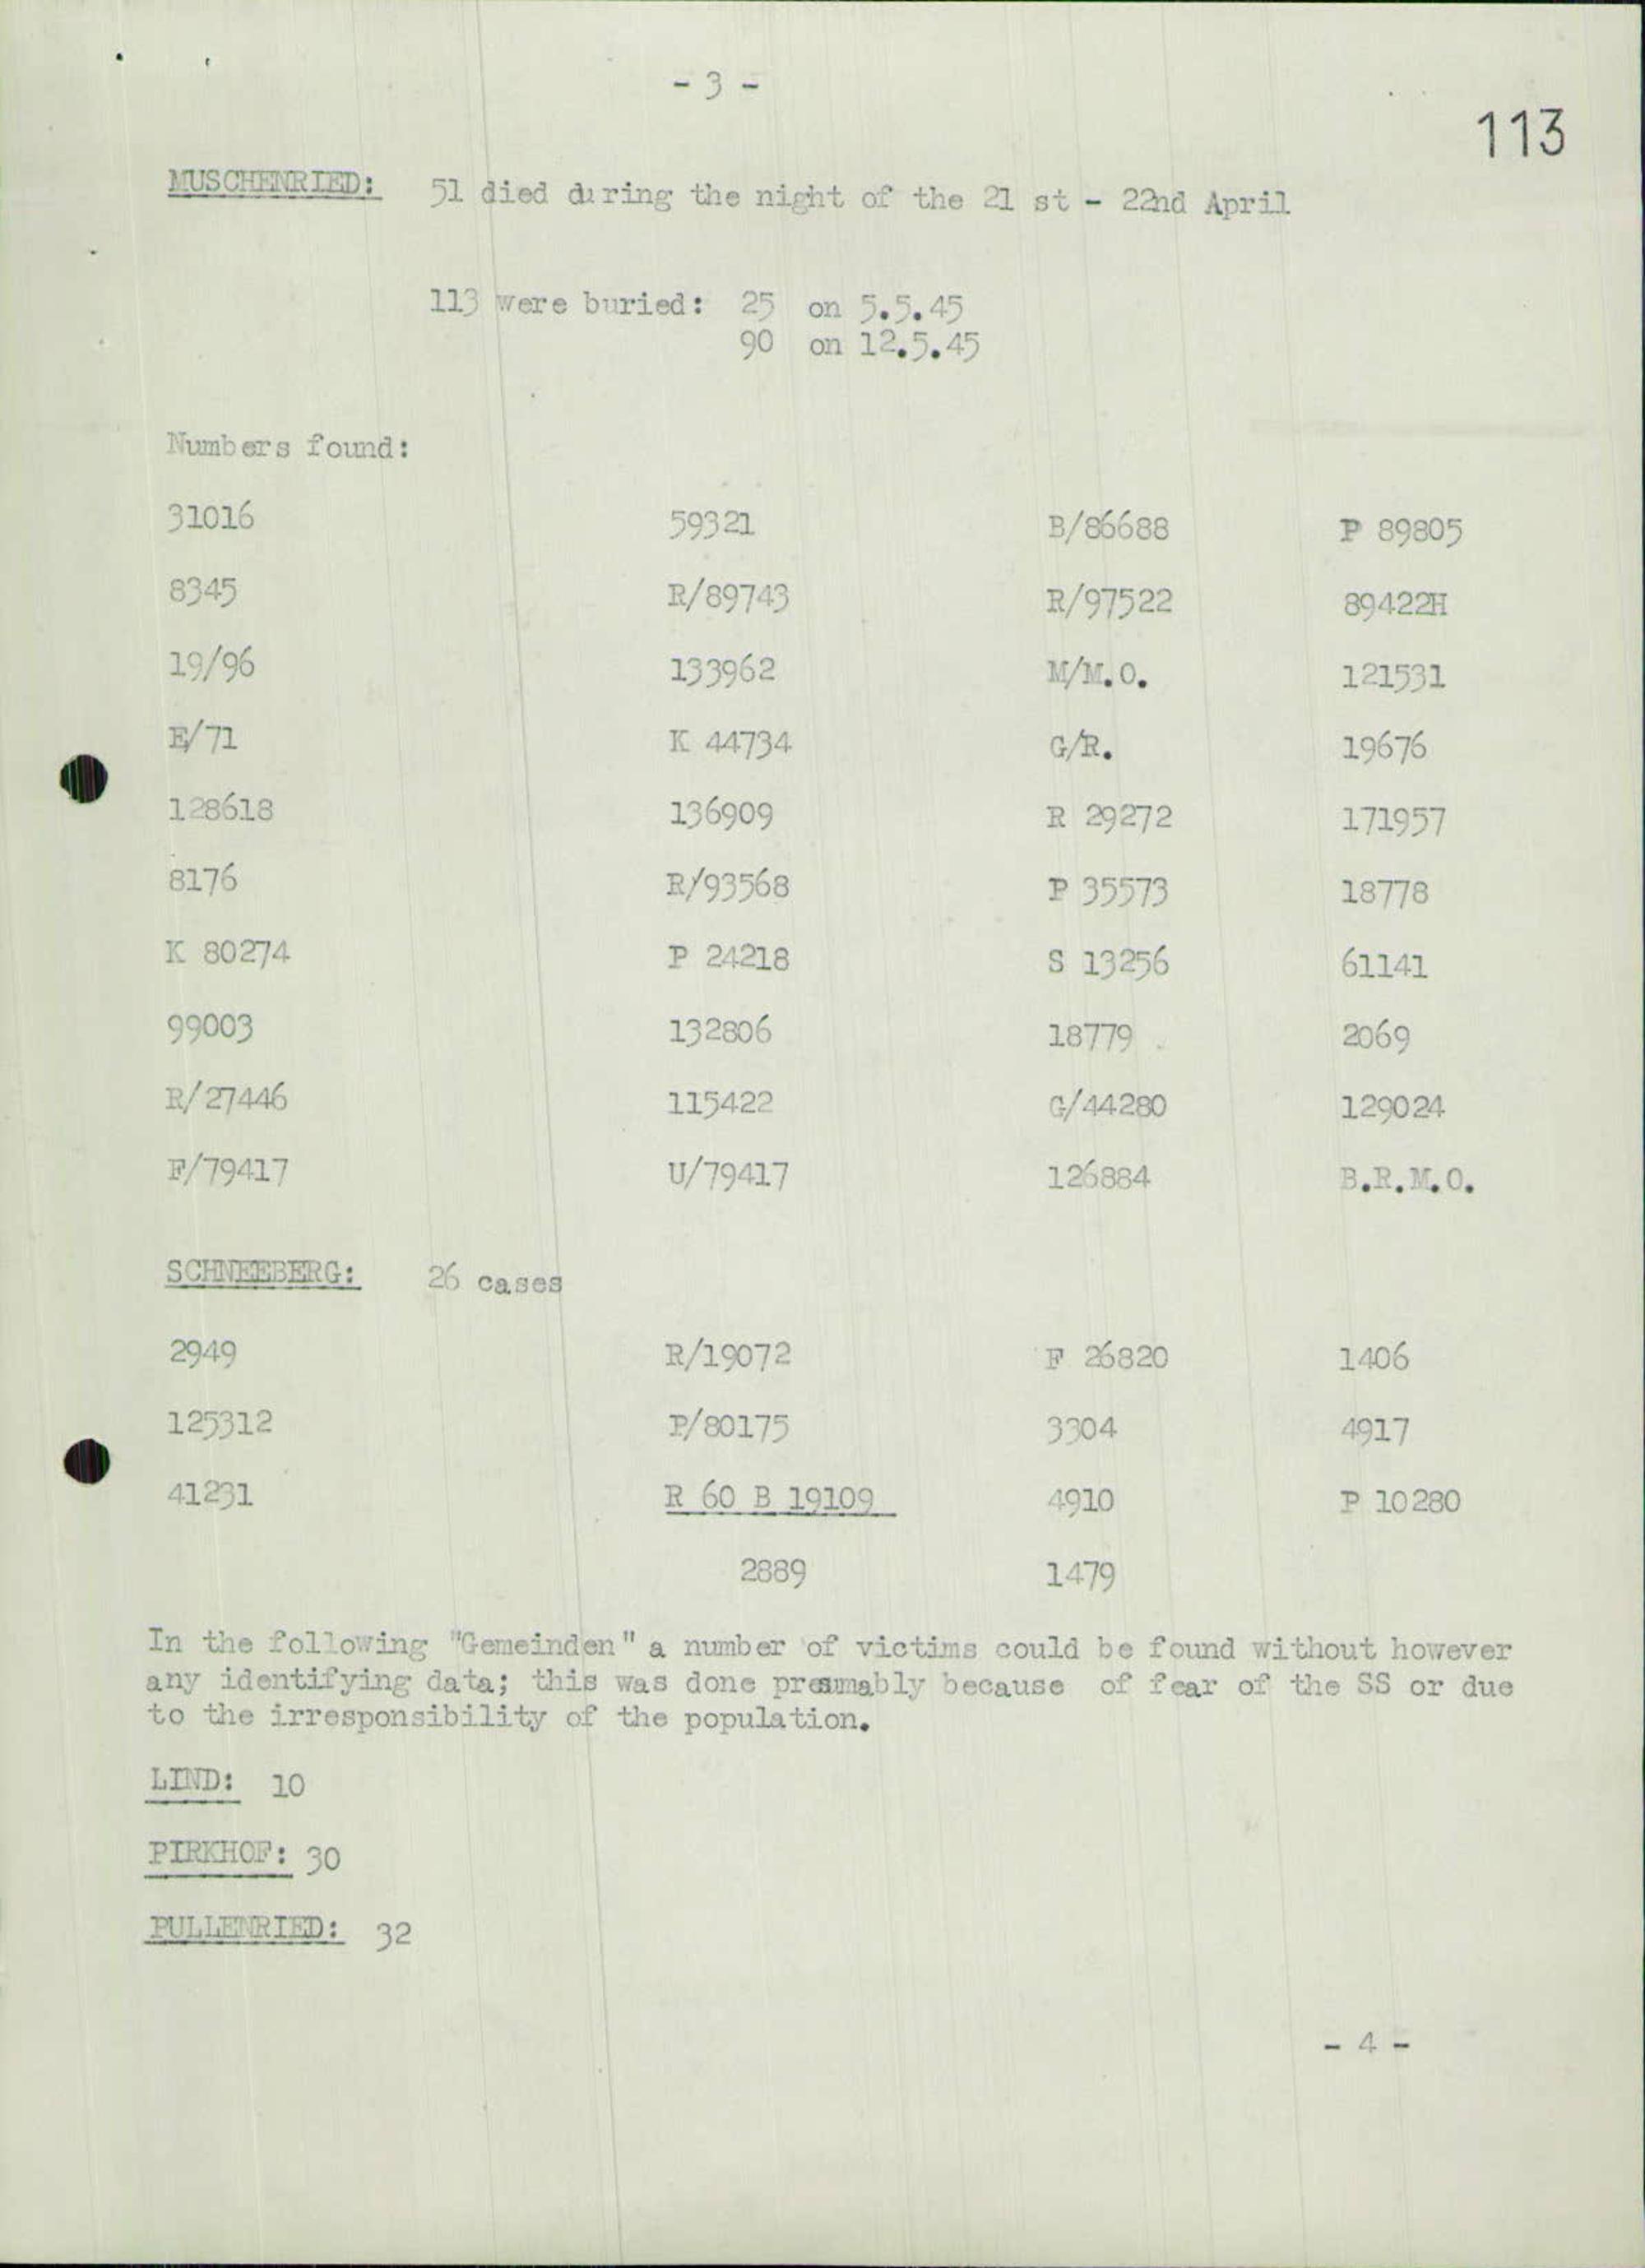 - 3 -
113
MUSCHENRIED: 51 died during the night of the 21 st - 22nd April
113 were buried: 25 on 5.5.45
90 on 12.5.45
Numbers found:
31016 59321 B/86688 P 89805
8345 R/89743 R/97522 89422H
19/96 133962 M/M.O. 121531
E/71 K 44734 G/R. 19676
128618 136909 R 29272 171957
8176 R/93568 P 35573 18778
K 80274 P 24218 S 13256 61141
99003 132806 18779 2069
R/27446 115422 G/44280 129024
F/79417 U/79417 126884 B.R.M.O.
SCHNEEBERG: 26 cases
2949 R/19072 F 26820 1406
125312 P/80175 3304 4917
41231 R 60 B 19109 4910 P 10280
2889 1479
In the following "Gemeinden" a number of victims could be found without however
any identifying data; this was done presumably because of fear of the SS or due
to the irresponsibility of the population.
LIND: 10
PIRKHOF: 30
PULLENRIED: 32
- 4 -